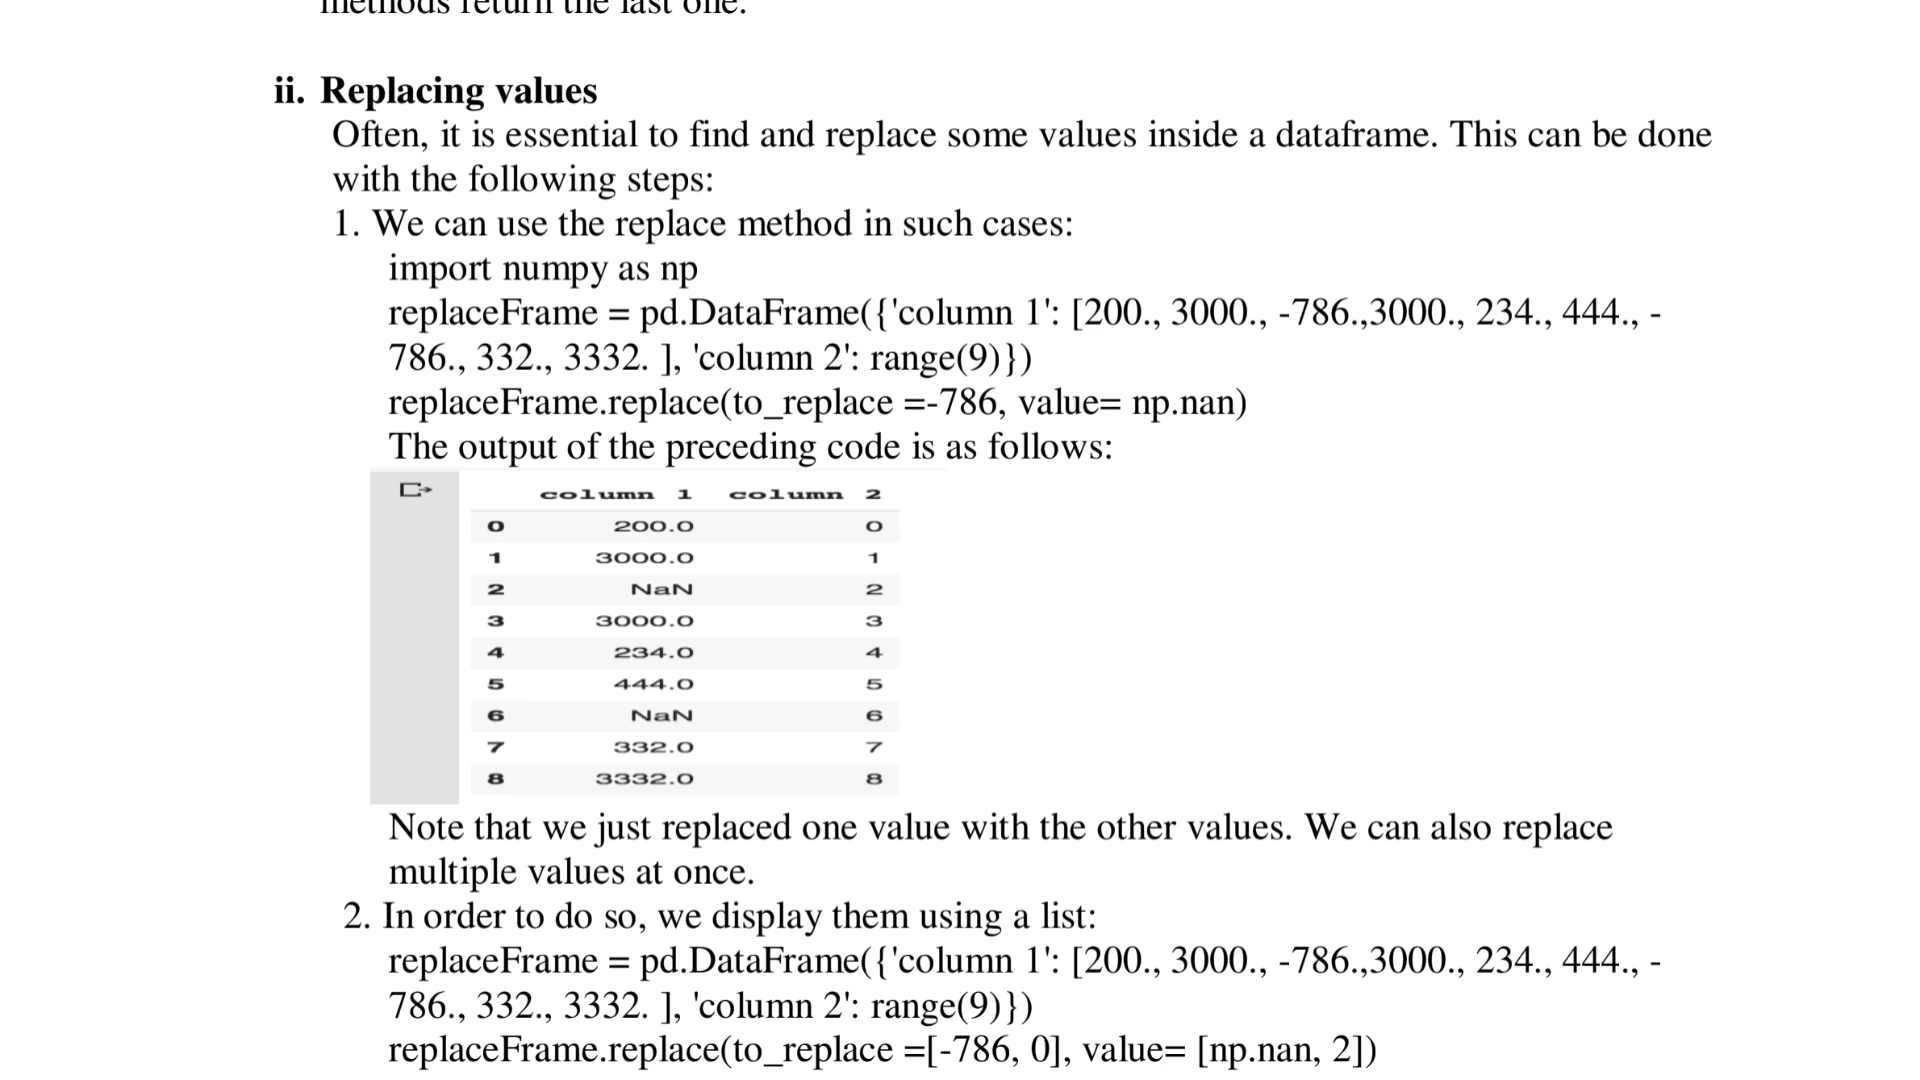 methods return the last one.
ii. Replacing values
Often, it is essential to find and replace some values inside a dataframe. This can be done
with the following steps:
1. We can use the replace method in such cases:
import numpy as np
replaceFrame = pd.DataFrame({'column 1': [200., 3000., -786.,3000., 234., 444., -
786., 332., 3332. ], 'column 2': range(9)})
replaceFrame.replace(to_replace =-786, value= np.nan)
The output of the preceding code is as follows:
column 1 column 2
0 200.0 0
1 3000.0 1
2 NaN 2
3 3000.0 3
4 234.0 4
5 444.0 5
6 NaN 6
7 332.0 7
8 3332.0 8
Note that we just replaced one value with the other values. We can also replace
multiple values at once.
2. In order to do so, we display them using a list:
replaceFrame = pd.DataFrame({'column 1': [200., 3000., -786.,3000., 234., 444., -
786., 332., 3332. ], 'column 2': range(9)})
replaceFrame.replace(to_replace =[-786, 0], value= [np.nan, 2])